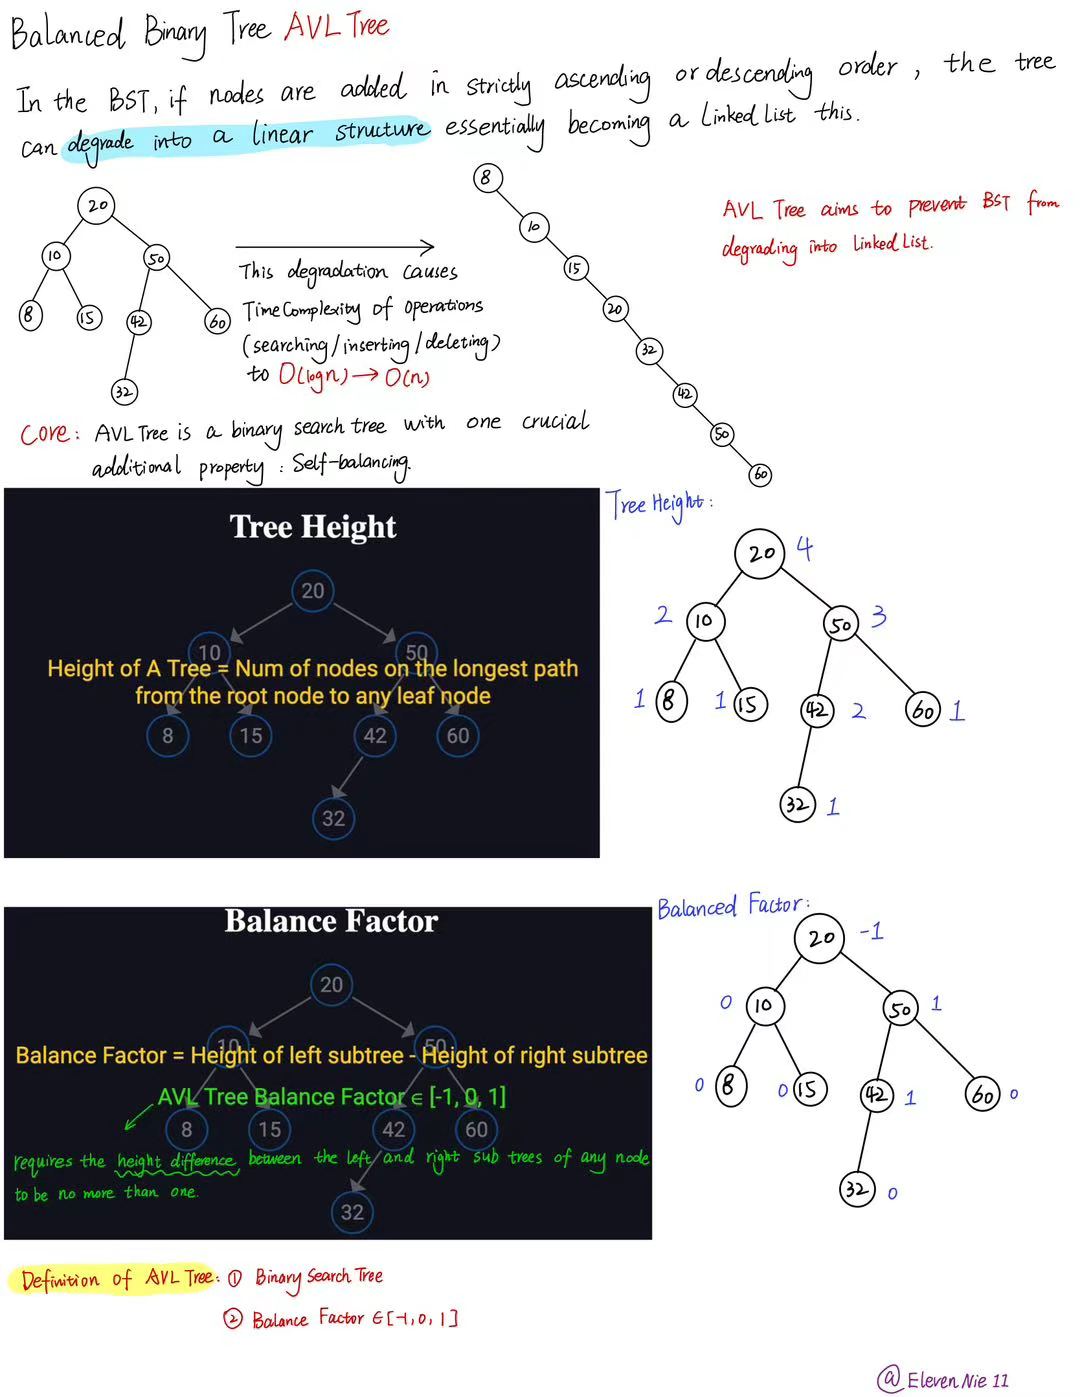 Balanced Binary Tree AVL Tree
In the BST, if nodes are added in strictly ascending or descending order, the tree
can degrade into a linear structure essentially becoming a linked list this.
20
10
50
8
15
42
60
32
This degradation causes
Time Complexity of operations
(searching/inserting/deleting)
to O(logn) → O(n)
8
10
15
20
32
42
50
60
AVL Tree aims to prevent BST from
degrading into linked List.
Core: AVL Tree is a binary search tree with one crucial
additional property: Self-balancing.
Tree Height
20
10
50
Height of A Tree = Num of nodes on the longest path
from the root node to any leaf node
8
15
42
60
32
Tree Height:
20 4
2 10
50 3
1 8
1 15
42 2
60 1
32 1
Balance Factor
20
10
50
Balance Factor = Height of left subtree - Height of right subtree
AVL Tree Balance Factor ∈ [-1, 0, 1]
8
15
42
60
requires the height difference between the left and right sub trees of any node
to be no more than one.
32
Balanced Factor:
20 -1
0 10
50 1
0 8
0 15
42 1
60 0
32 0
Definition of AVL Tree: ① Binary Search Tree
② Balance Factor ∈ [-1, 0, 1]
@ Eleven Nie 11